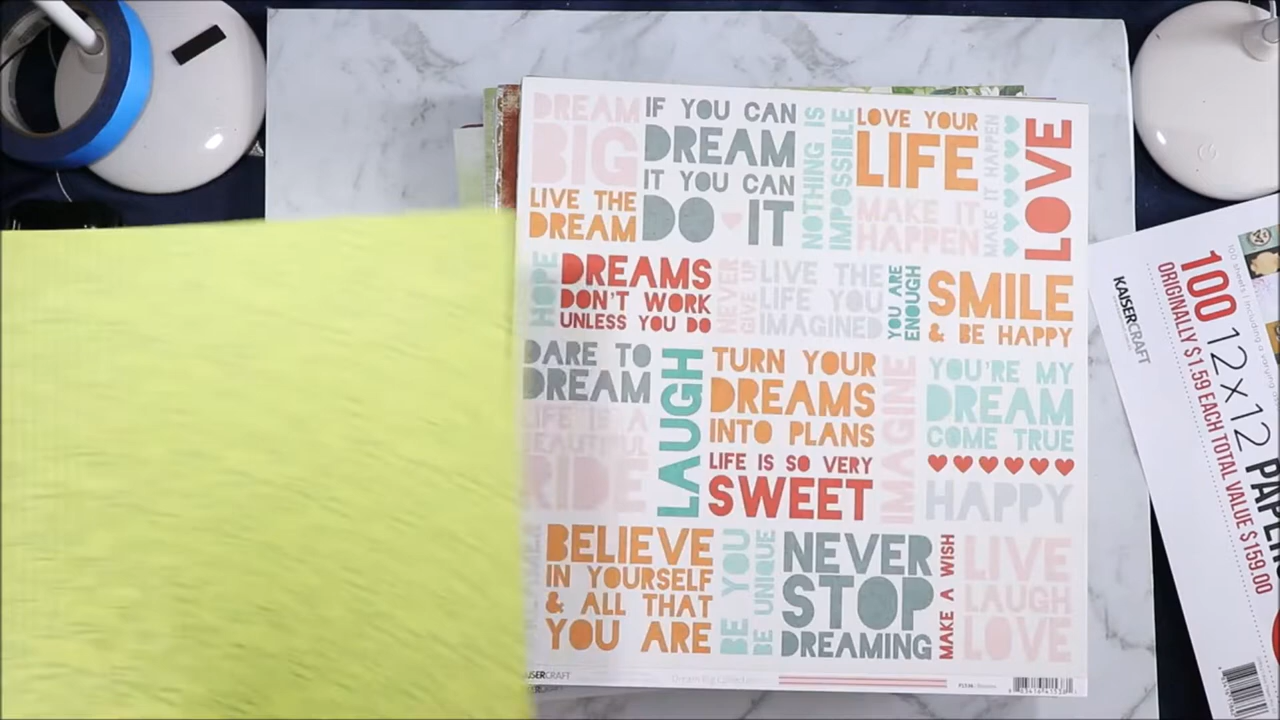 DREAM
BIG
LIVE THE
DREAM
IF YOU CAN
DREAM
IT YOU CAN
DO IT
NOTHING IS
IMPOSSIBLE
LOVE YOUR
LIFE
MAKE IT
HAPPEN
MAKE IT HAPPEN
LOVE
HOPE
DREAMS
DON'T WORK
UNLESS YOU DO
NEVER
GIVE UP
LIVE THE
LIFE YOU
IMAGINED
YOU ARE
ENOUGH
SMILE
& BE HAPPY
DARE TO
DREAM
LIFE IS A
BEAUTIFUL
RIDE
LAUGH
TURN YOUR
DREAMS
INTO PLANS
LIFE IS SO VERY
SWEET
IMAGINE
YOU'RE MY
DREAM
COME TRUE
HAPPY
BELIEVE
IN YOURSELF
& ALL THAT
YOU ARE
BE YOU
BE UNIQUE
NEVER
STOP
DREAMING
MAKE A WISH
LIVE
LAUGH
LOVE
KAISERCRAFT
100 12 x 12 PAPER
ORIGINALLY $1.59 EACH TOTAL VALUE $159.00